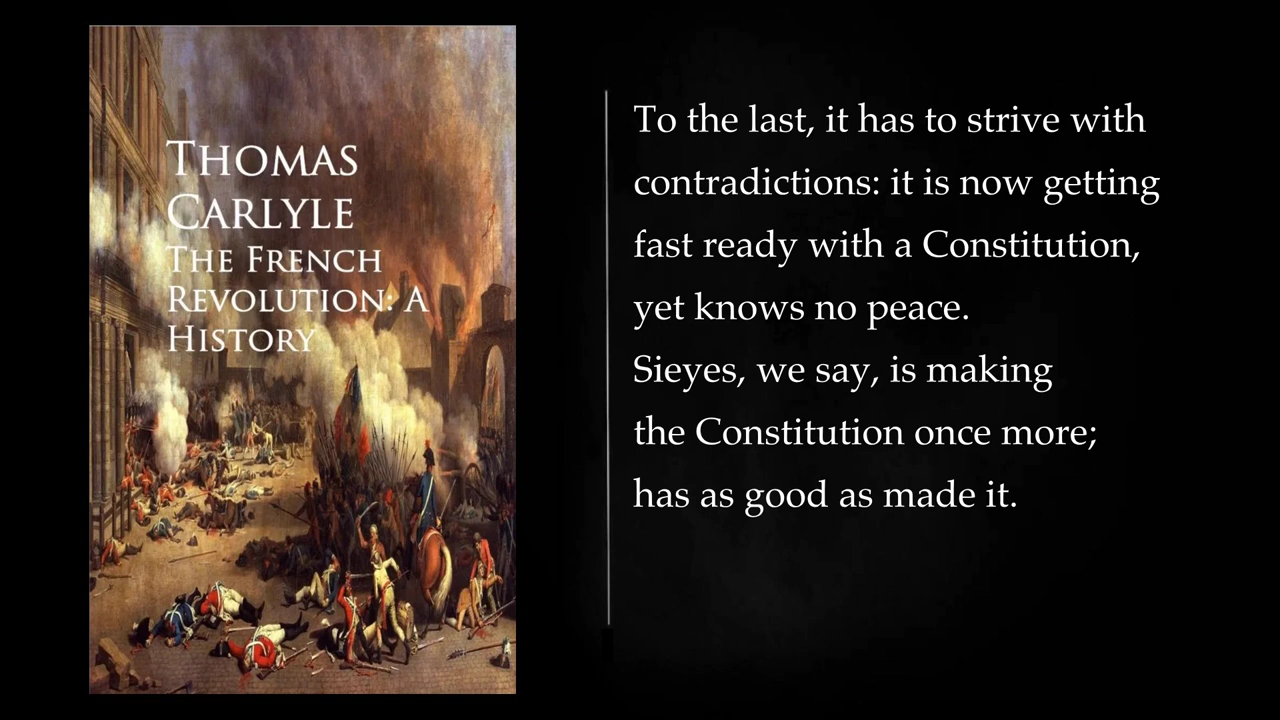 THOMAS
CARLYLE
THE FRENCH
REVOLUTION: A
HISTORY
To the last, it has to strive with
contradictions: it is now getting
fast ready with a Constitution,
yet knows no peace.
Sieyes, we say, is making
the Constitution once more;
has as good as made it.